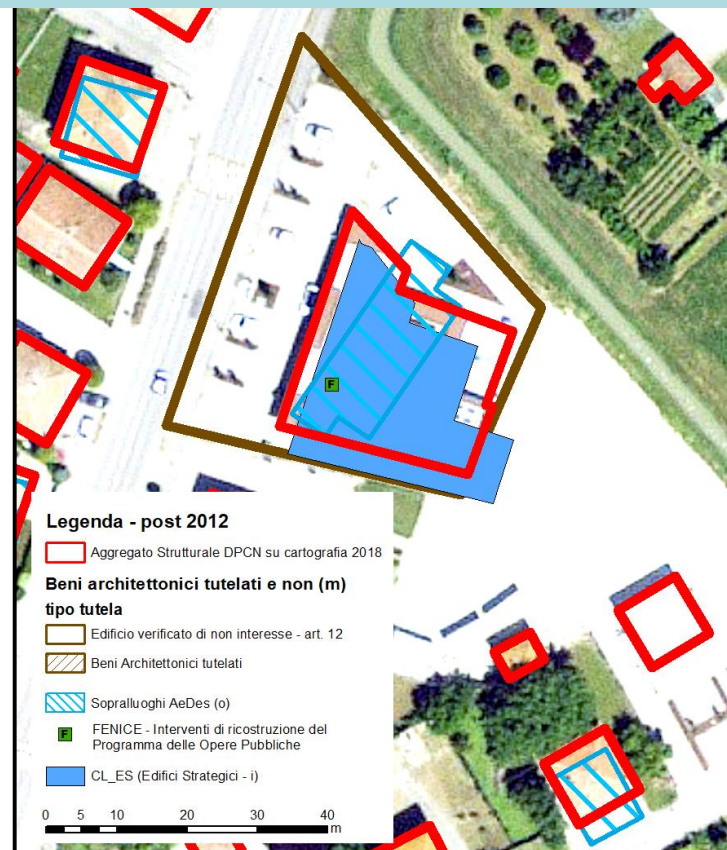 F
Legenda - post 2012
Aggregato Strutturale DPCN su cartografia 2018
Beni architettonici tutelati e non (m)
tipo tutela
Edificio verificato di non interesse - art. 12
Beni Architettonici tutelati
Sopralluoghi AeDes (o)
F FENICE - Interventi di ricostruzione del
Programma delle Opere Pubbliche
CL_ES (Edifici Strategici - i)
0 5 10 20 30 40
m